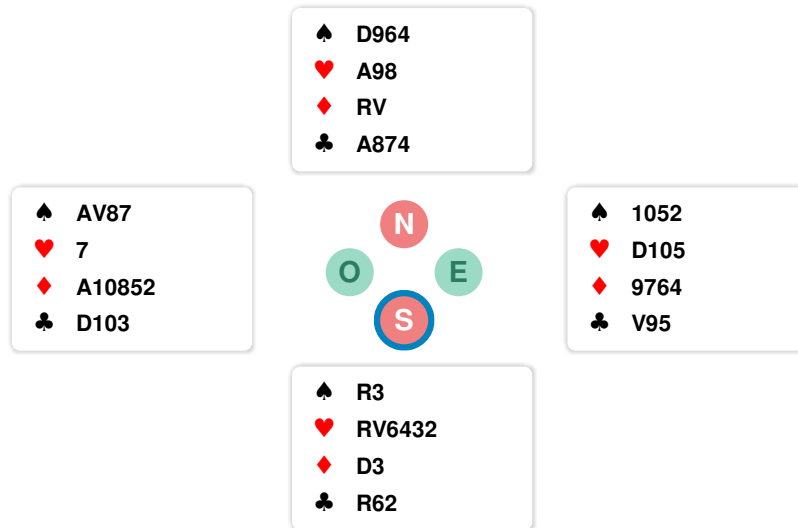 ♠ D964
♥ A98
♦ RV
♣ A874
♠ AV87
♥ 7
♦ A10852
♣ D103
N
O
E
S
♠ 1052
♥ D105
♦ 9764
♣ V95
♠ R3
♥ RV6432
♦ D3
♣ R62